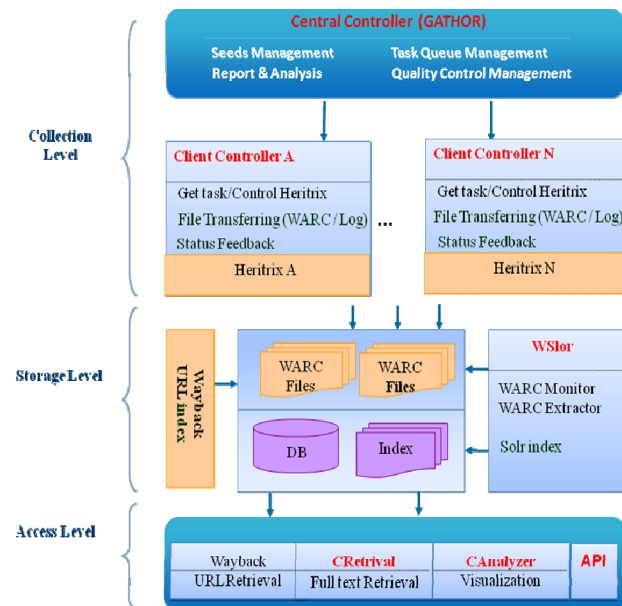 Central Controller (GATHOR)
Seeds Management
Task Queue Management
Report & Analysis
Quality Control Management
Collection
Level
Client Controller A
Get task/Control Heritrix
File Transferring (WARC / Log)
Status Feedback
Heritrix A
...
Client Controller N
Get task/Control Heritrix
File Transferring (WARC / Log)
Status Feedback
Heritrix N
Storage Level
Wayback
URL index
WARC
Files
WARC
Files
DB
Index
WSIor
WARC Monitor
WARC Extractor
Solr index
Access Level
Wayback
URL Retrieval
CRetrival
Full text Retrieval
CAnalyzer
Visualization
API